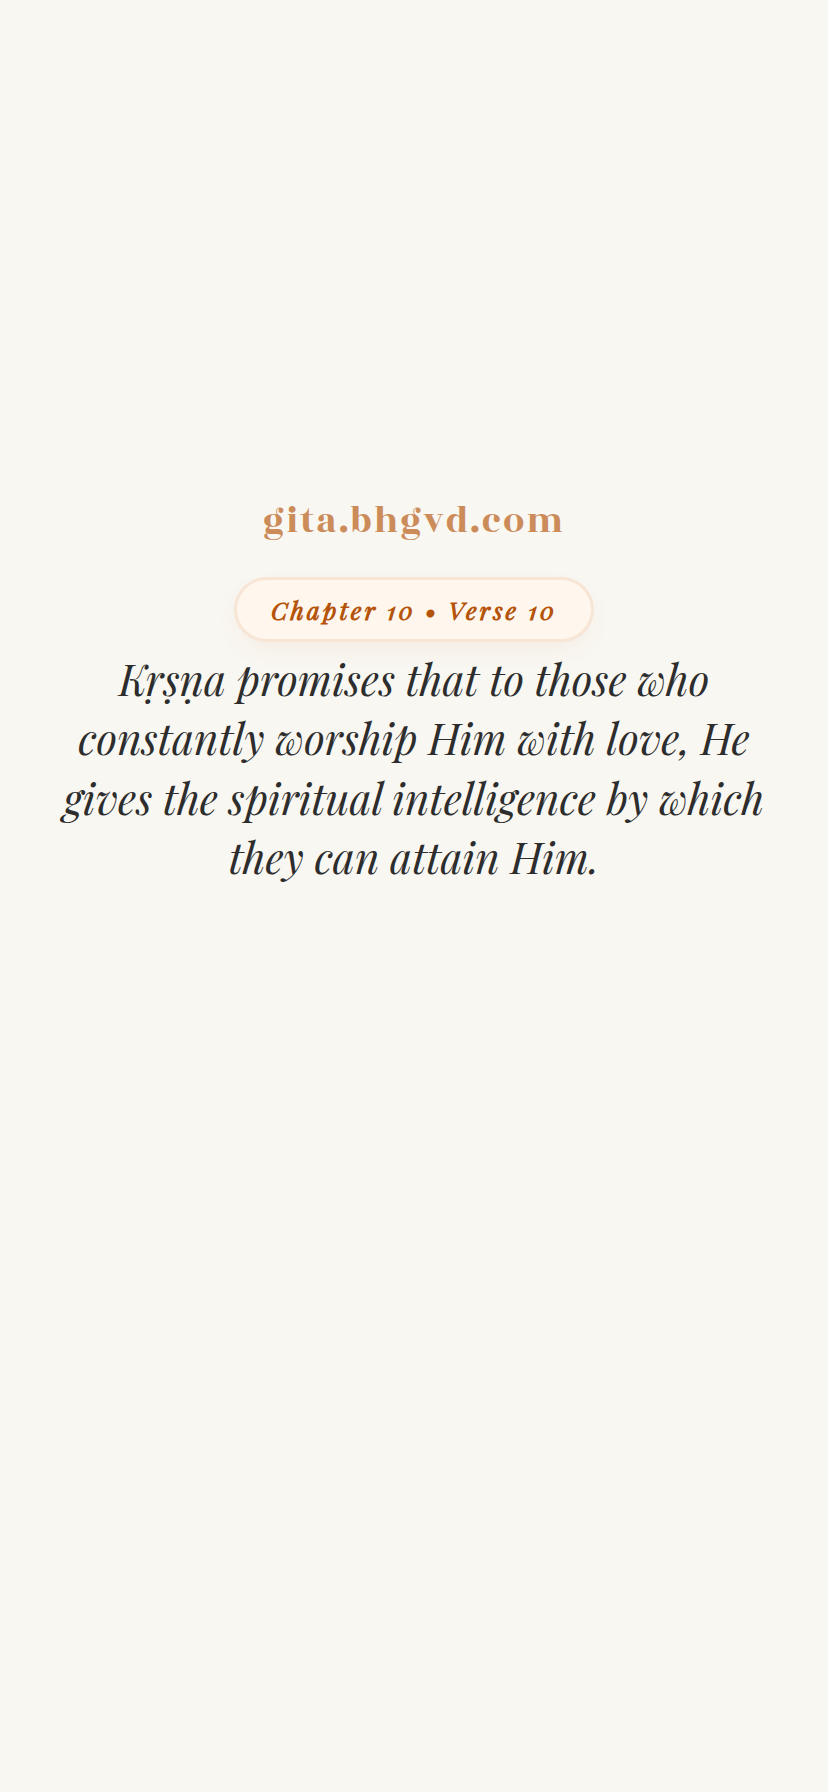 gita.bhgvd.com
Chapter 10 • Verse 10
Kṛṣṇa promises that to those who
constantly worship Him with love, He
gives the spiritual intelligence by which
they can attain Him.